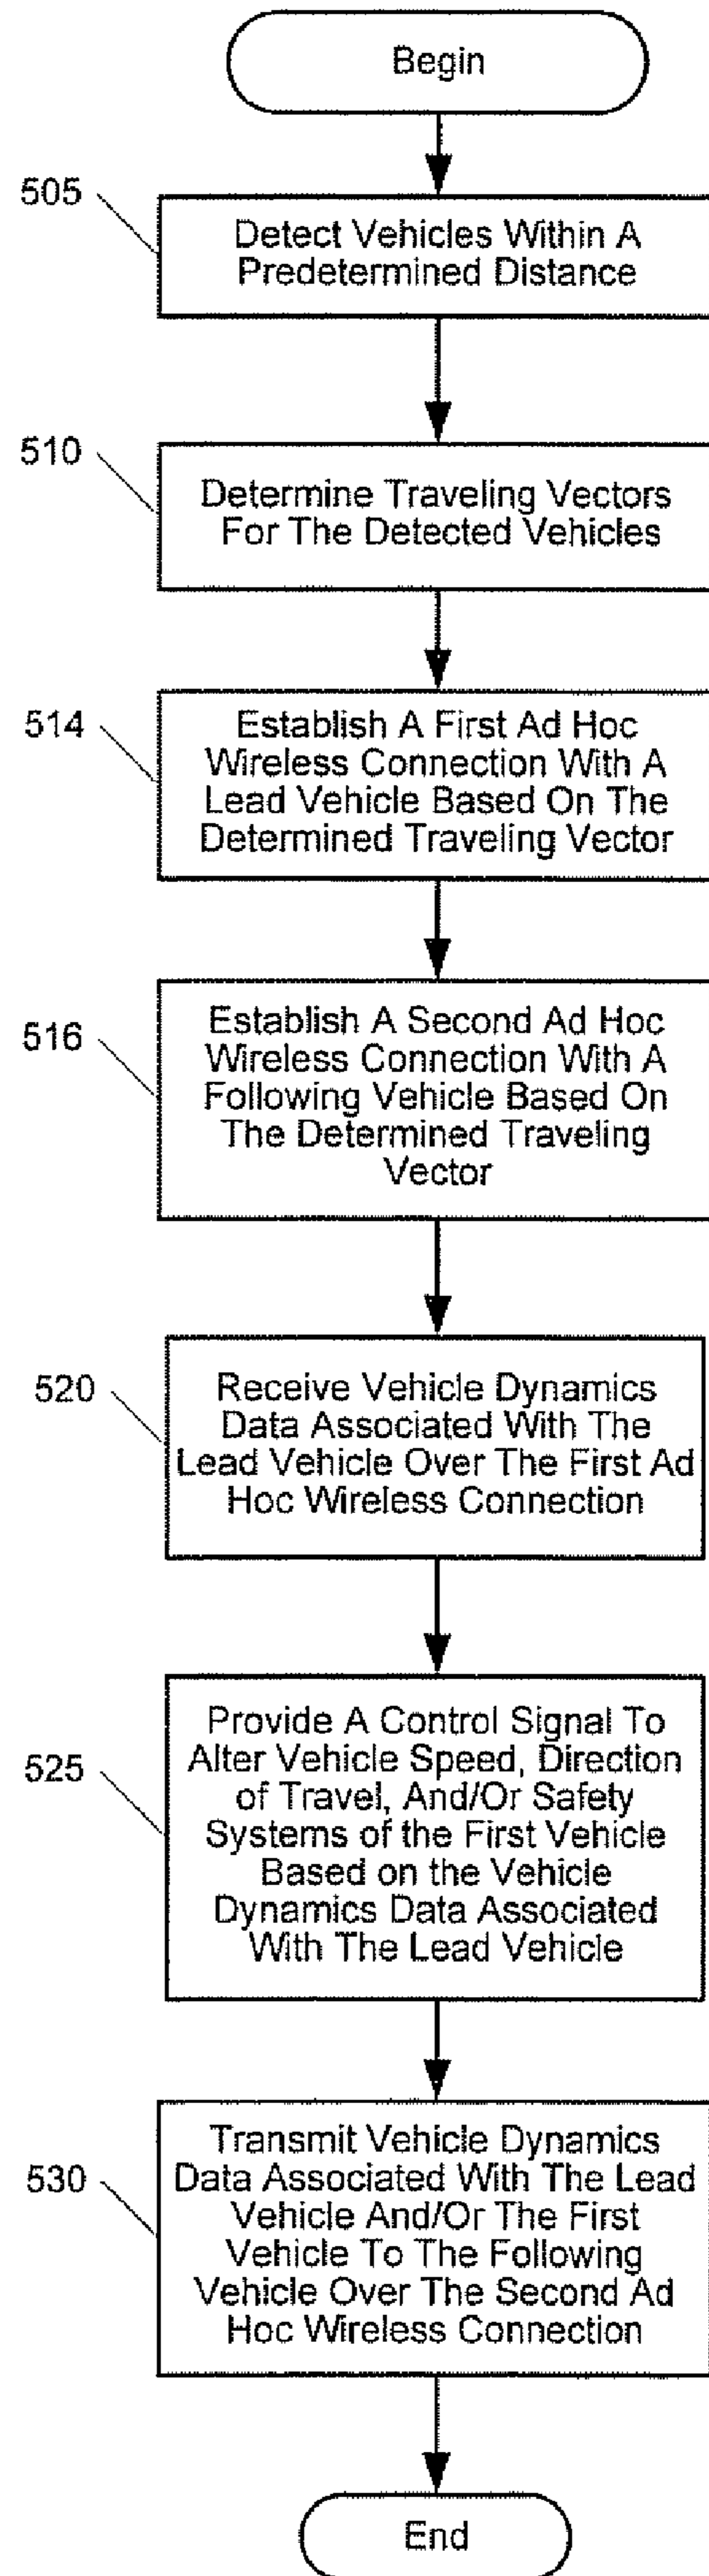 Begin
505
Detect Vehicles Within A
Predetermined Distance
510
Determine Traveling Vectors
For The Detected Vehicles
514
Establish A First Ad Hoc
Wireless Connection With A
Lead Vehicle Based On The
Determined Traveling Vector
516
Establish A Second Ad Hoc
Wireless Connection With A
Following Vehicle Based On
The Determined Traveling
Vector
520
Receive Vehicle Dynamics
Data Associated With The
Lead Vehicle Over The First Ad
Hoc Wireless Connection
525
Provide A Control Signal To
Alter Vehicle Speed, Direction
of Travel, And/Or Safety
Systems of the First Vehicle
Based on the Vehicle
Dynamics Data Associated
With The Lead Vehicle
530
Transmit Vehicle Dynamics
Data Associated With The Lead
Vehicle And/Or The First
Vehicle To The Following
Vehicle Over The Second Ad
Hoc Wireless Connection
End